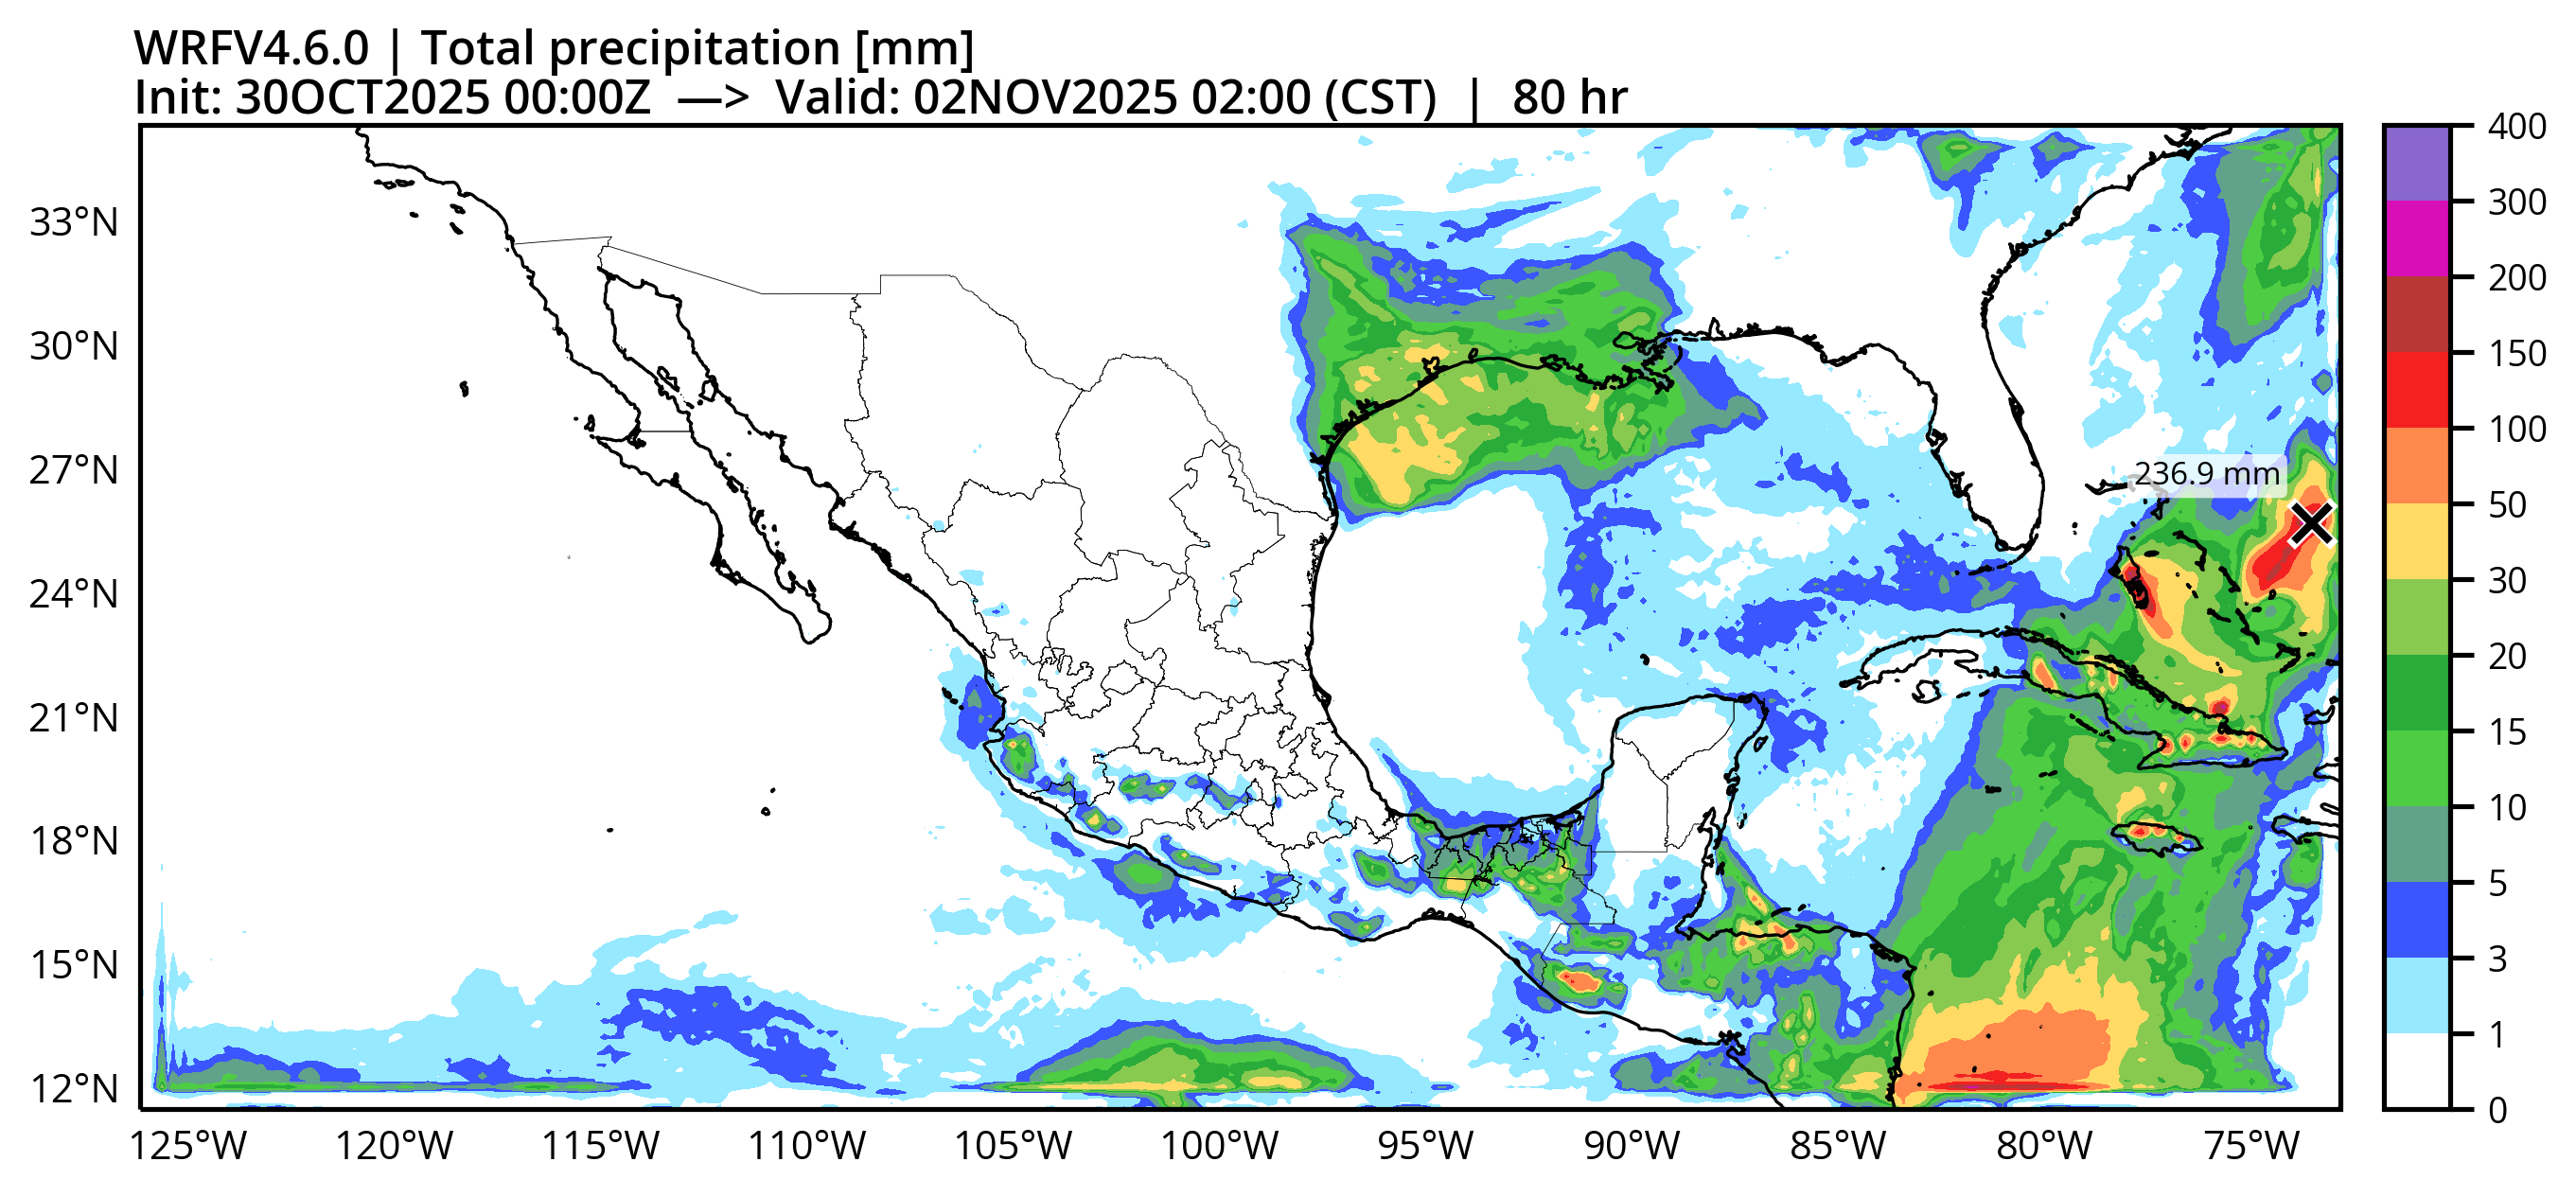 WRFV4.6.0 | Total precipitation [mm]
Init: 30OCT2025 00:00Z —> Valid: 02NOV2025 02:00 (CST) | 80 hr
33°N
30°N
27°N
24°N
21°N
18°N
15°N
12°N
236.9 mm
125°W 120°W 115°W 110°W 105°W 100°W 95°W 90°W 85°W 80°W 75°W
400
300
200
150
100
50
30
20
15
10
5
3
1
0